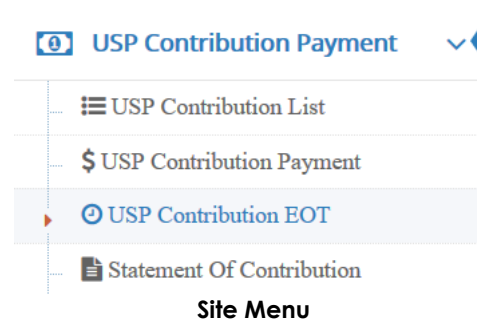 USP Contribution Payment
USP Contribution List
$ USP Contribution Payment
USP Contribution EOT
Statement Of Contribution
Site Menu